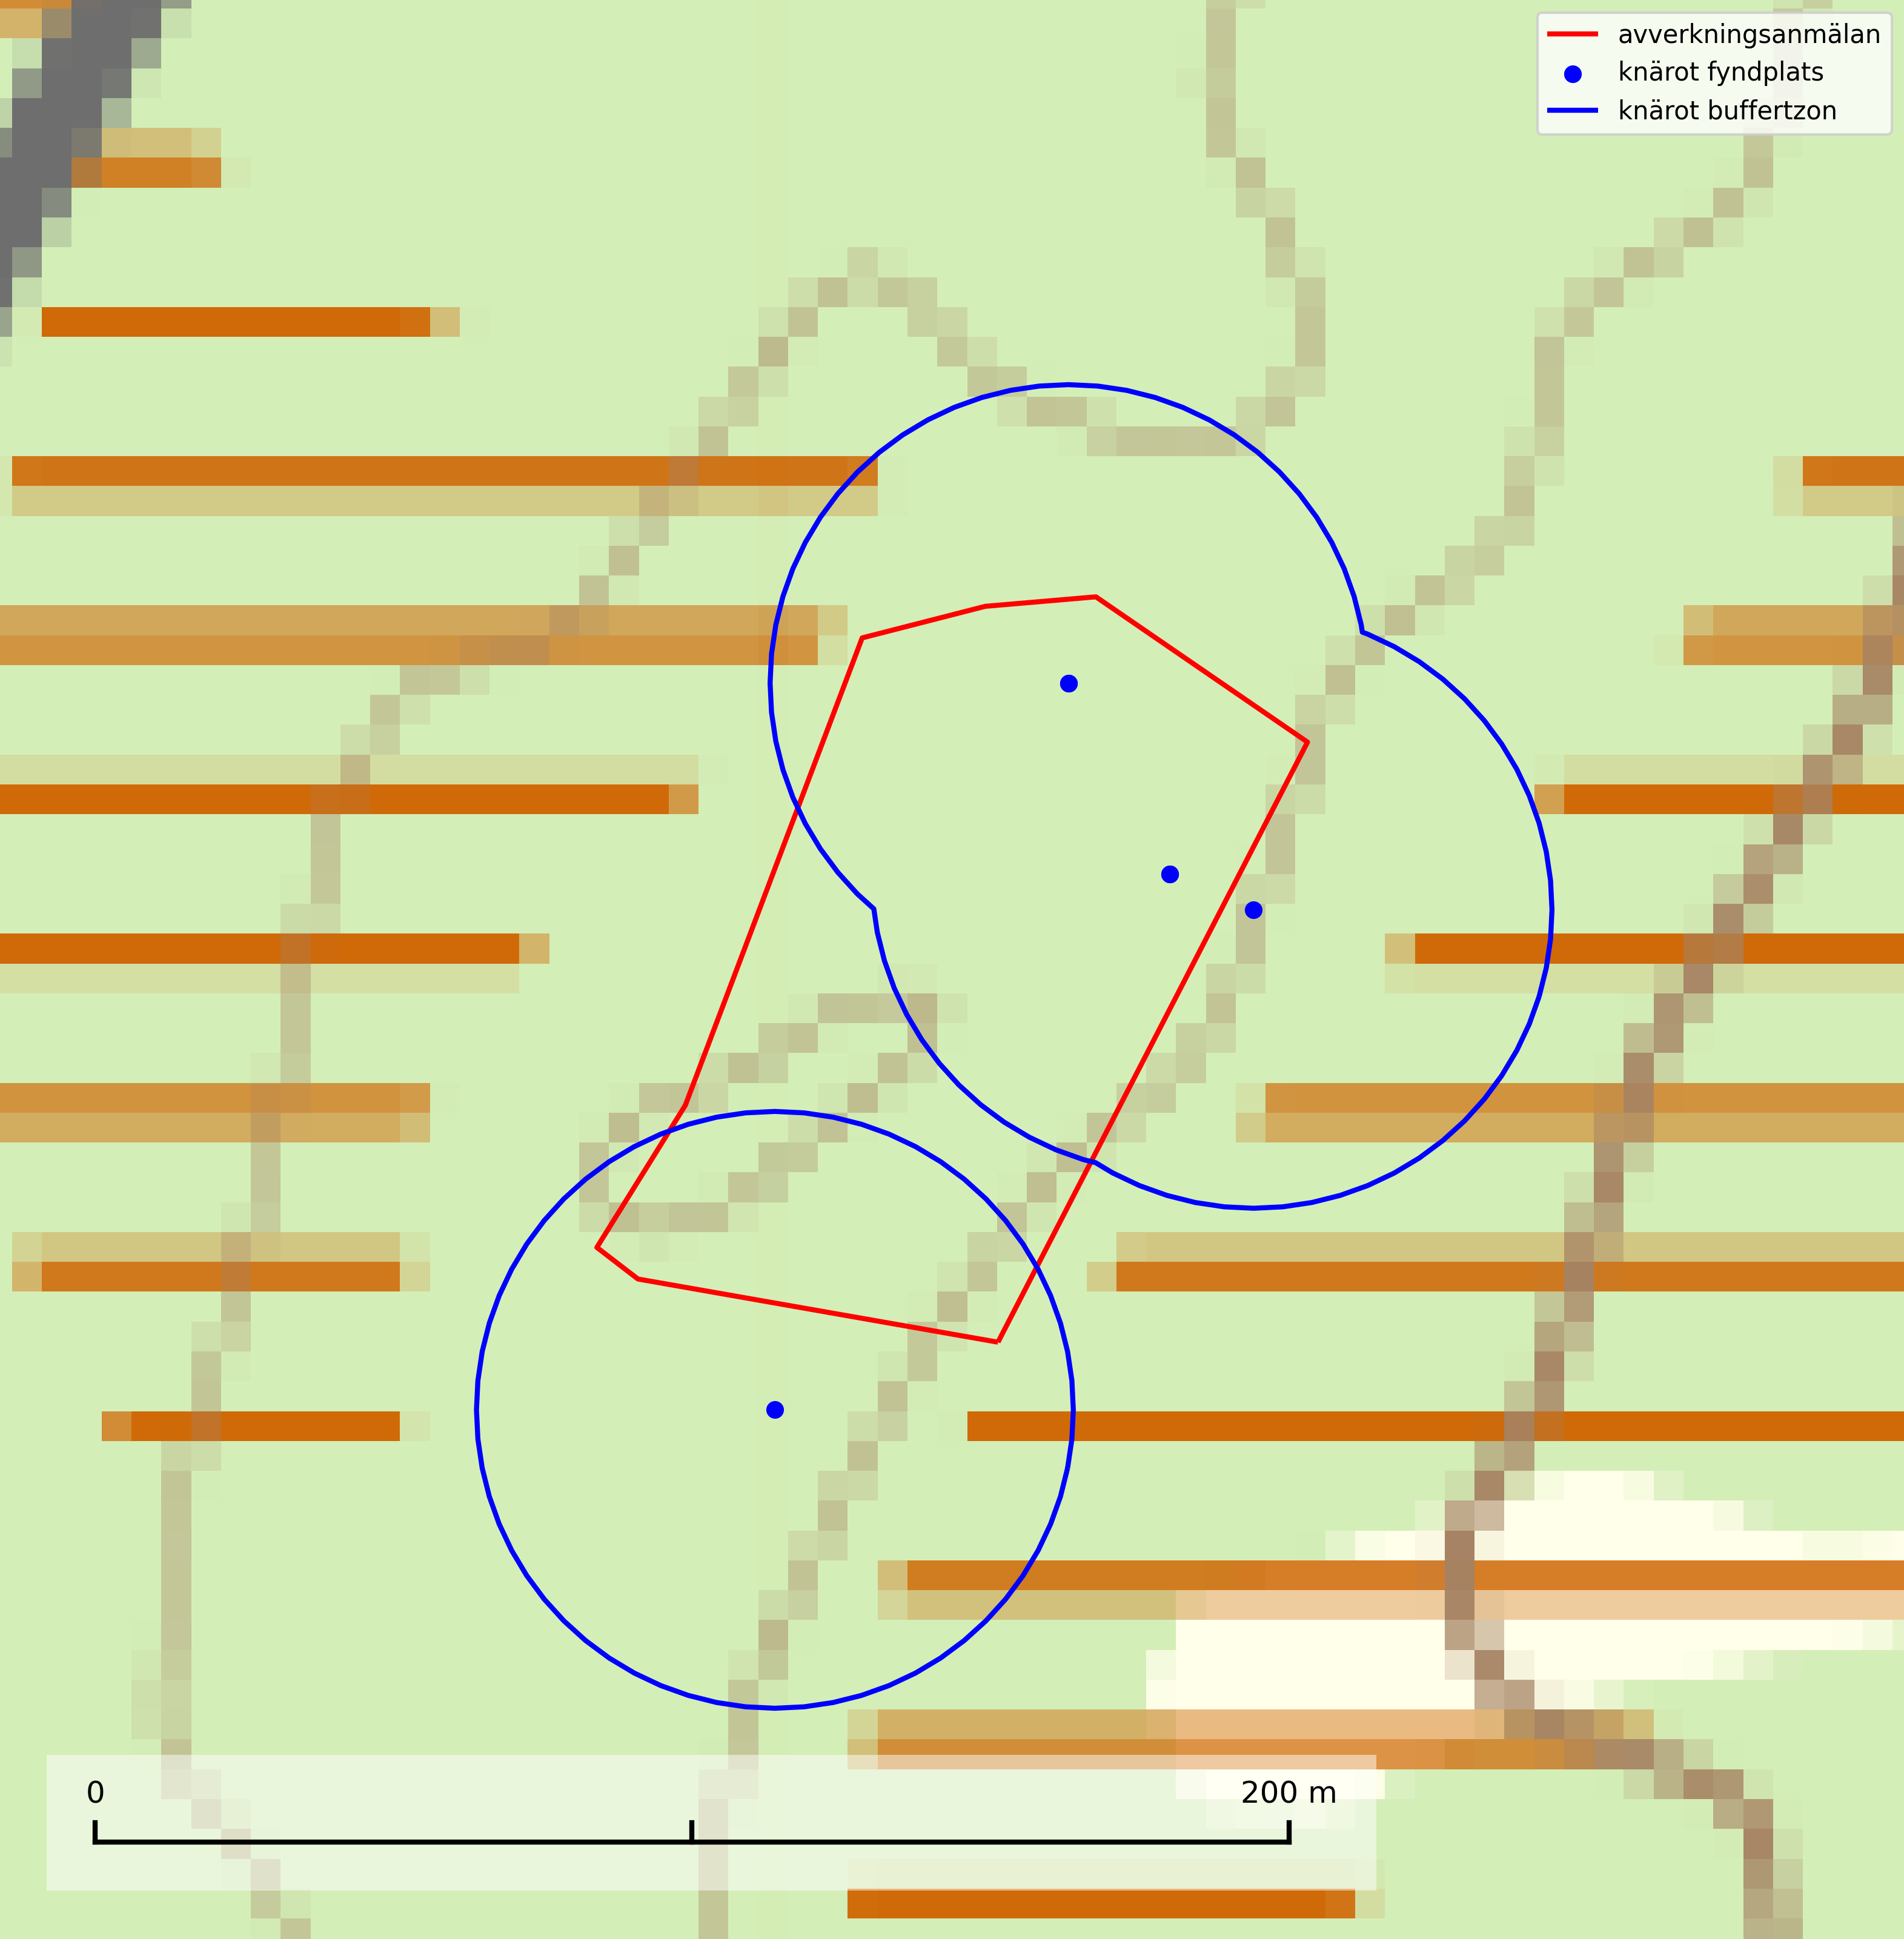 avverkningsanmälan
knärot fyndplats
knärot buffertzon
0
200 m